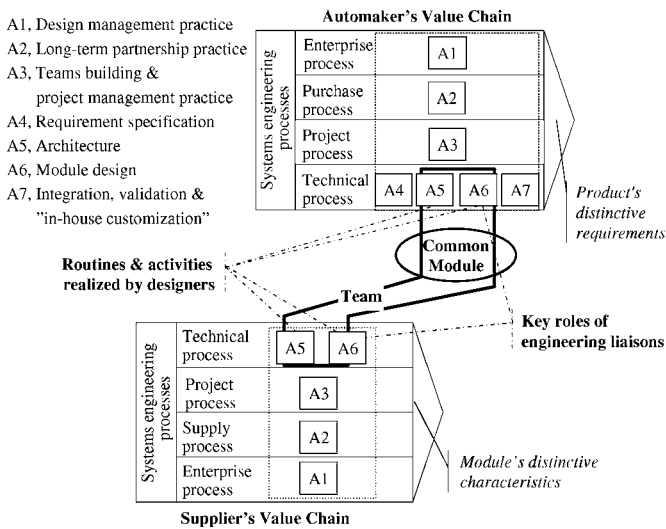 Automaker's Value Chain
A1, Design management practice
A2, Long-term partnership practice
A3, Teams building &
project management practice
A4, Requirement specification
A5, Architecture
A6, Module design
A7, Integration, validation &
"in-house customization"
Systems engineering
processes
Enterprise
process
A1
Purchase
process
A2
Project
process
A3
Technical
process
A4
A5
A6
A7
Product's
distinctive
requirements
Common
Module
Routines & activities
realized by designers
Team
Key roles of
engineering liaisons
Systems engineering
processes
Technical
process
A5
A6
Project
process
A3
Supply
process
A2
Enterprise
process
A1
Module's distinctive
characteristics
Supplier's Value Chain